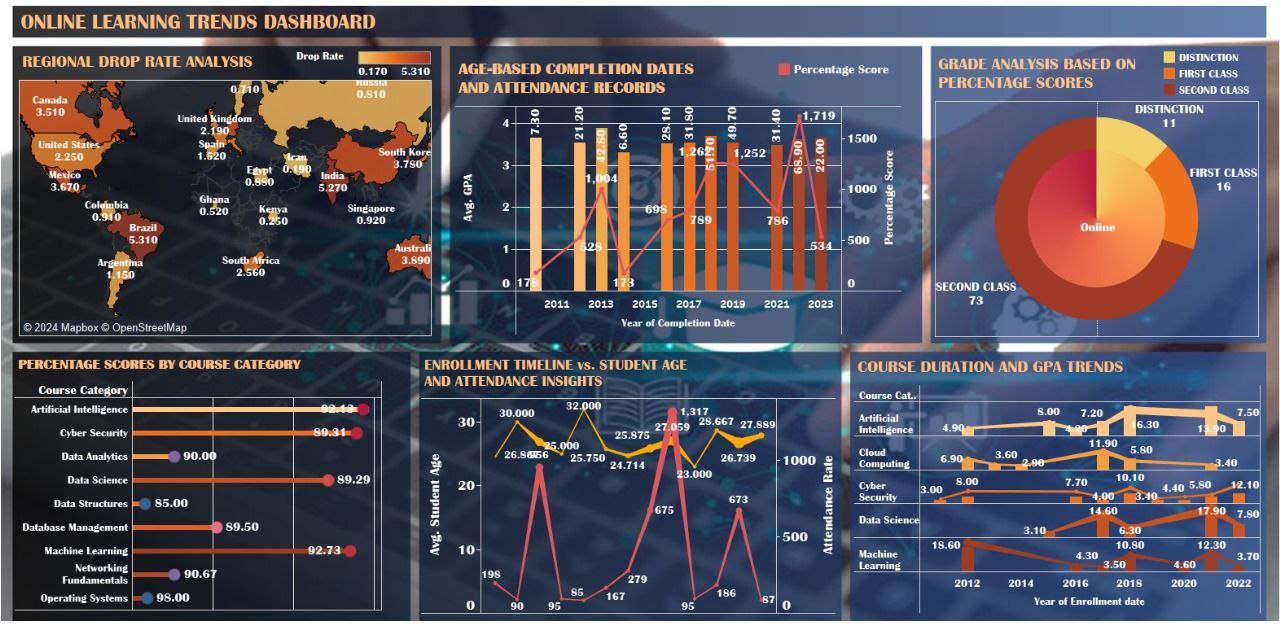 ONLINE LEARNING TRENDS DASHBOARD
REGIONAL DROP RATE ANALYSIS
Drop Rate
0.170 5.310
Russia
0.810
0.710
Canada
3.510
United Kingdom
2.190
United States
2.250
Spain
1.520
South Kore
3.780
Iran
0.190
Mexico
3.670
Egypt
0.890
India
5.270
Colombia
0.910
Ghana
0.520
Kenya
0.250
Singapore
0.920
Brazil
5.310
Australi
3.890
Argentina
1.150
South Africa
2.560
© 2024 Mapbox © OpenStreetMap
AGE-BASED COMPLETION DATES
AND ATTENDANCE RECORDS
Percentage Score
7.30 21.20 42.80 6.60 28.10 31.80 51.70 49.70 31.40 68.90 22.00
178 528 1,004 173 698 789 1,252 786 1,719 534
4 3 2 1 0
Avg. GPA
1500 1000 500 0
Percentage Score
2011 2013 2015 2017 2019 2021 2023
Year of Completion Date
GRADE ANALYSIS BASED ON
PERCENTAGE SCORES
DISTINCTION
FIRST CLASS
SECOND CLASS
DISTINCTION
11
FIRST CLASS
16
Online
SECOND CLASS
73
PERCENTAGE SCORES BY COURSE CATEGORY
Course Category
Artificial Intelligence 92.13
Cyber Security 89.31
Data Analytics 90.00
Data Science 89.29
Data Structures 85.00
Database Management 89.50
Machine Learning 92.73
Networking
Fundamentals 90.67
Operating Systems 98.00
ENROLLMENT TIMELINE vs. STUDENT AGE
AND ATTENDANCE INSIGHTS
30 20 10 0
Avg. Student Age
30.000 25.000 32.000 25.750 25.875 24.714 27.059 23.000 28.667 26.739 27.889
198 90 956 95 85 167 279 675 1,317 95 186 673 87
1000 500 0
Attendance Rate
COURSE DURATION AND GPA TRENDS
Course Cat..
Artificial
Intelligence
4.90 8.00 4.20 7.20 16.30 13.90 7.50
Cloud
Computing
6.90 3.60 2.90 11.90 5.80 3.40
Cyber
Security
3.00 8.00 7.70 4.00 10.10 3.40 4.40 5.80 12.10
Data Science
3.10 14.60 6.30 17.90 7.80
Machine
Learning
18.60 4.30 3.50 10.80 4.60 12.30 3.70
2012 2014 2016 2018 2020 2022
Year of Enrollment date